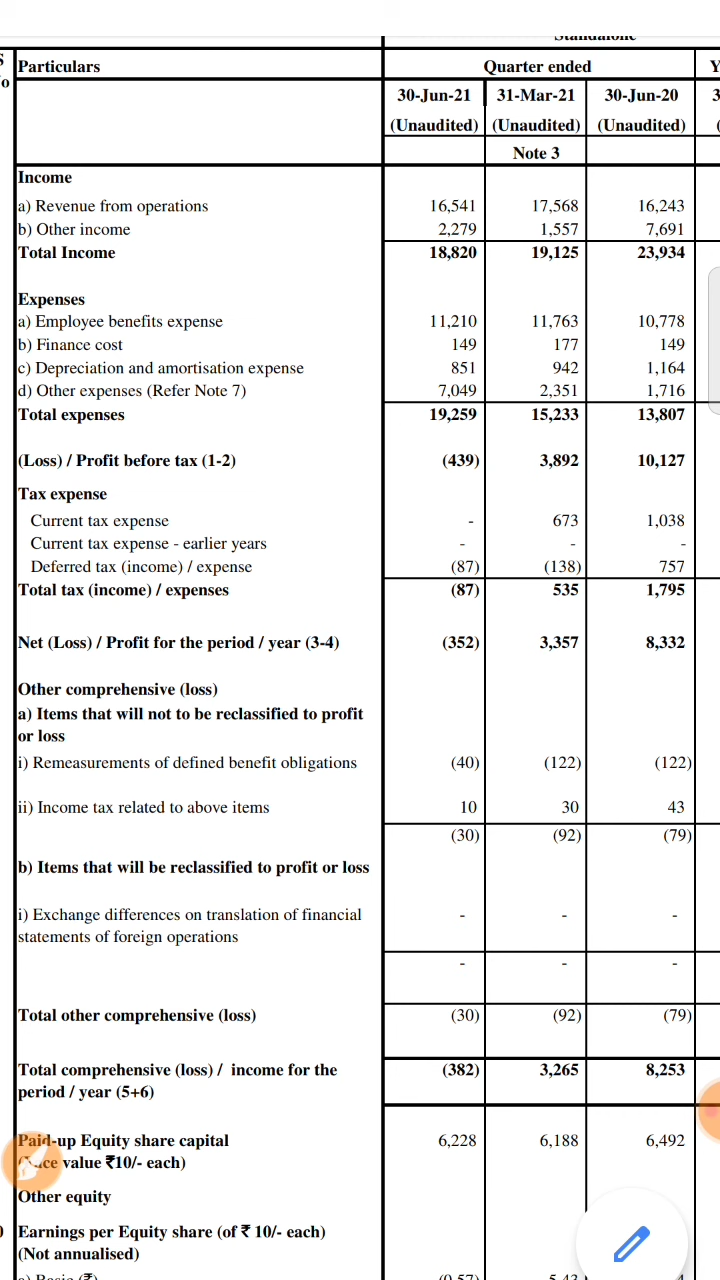 Standalone
Particulars Quarter ended
30-Jun-21 31-Mar-21 30-Jun-20
(Unaudited) (Unaudited) (Unaudited)
Note 3
Income
a) Revenue from operations 16,541 17,568 16,243
b) Other income 2,279 1,557 7,691
Total Income 18,820 19,125 23,934
Expenses
a) Employee benefits expense 11,210 11,763 10,778
b) Finance cost 149 177 149
c) Depreciation and amortisation expense 851 942 1,164
d) Other expenses (Refer Note 7) 7,049 2,351 1,716
Total expenses 19,259 15,233 13,807
(Loss) / Profit before tax (1-2) (439) 3,892 10,127
Tax expense
Current tax expense - 673 1,038
Current tax expense - earlier years - - -
Deferred tax (income) / expense (87) (138) 757
Total tax (income) / expenses (87) 535 1,795
Net (Loss) / Profit for the period / year (3-4) (352) 3,357 8,332
Other comprehensive (loss)
a) Items that will not to be reclassified to profit
or loss
i) Remeasurements of defined benefit obligations (40) (122) (122)
ii) Income tax related to above items 10 30 43
(30) (92) (79)
b) Items that will be reclassified to profit or loss
i) Exchange differences on translation of financial - - -
statements of foreign operations
- - -
Total other comprehensive (loss) (30) (92) (79)
Total comprehensive (loss) / income for the (382) 3,265 8,253
period / year (5+6)
Paid-up Equity share capital 6,228 6,188 6,492
value ₹10/- each)
Other equity
Earnings per Equity share (of ₹ 10/- each)
(Not annualised)
a) Basic (₹) (0.57) 5.43